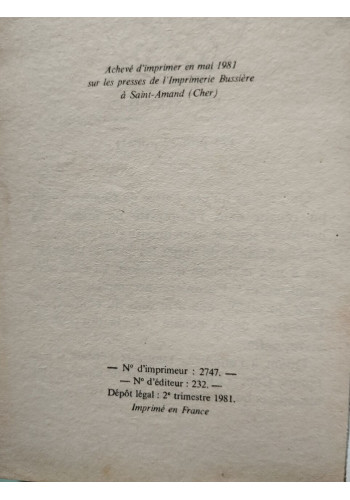 Achevé d'imprimer en mai 1981
sur les presses de l'Imprimerie Bussière
à Saint-Amand (Cher)
— N° d'imprimeur : 2747. —
— N° d'éditeur : 232. —
Dépôt légal : 2e trimestre 1981.
Imprimé en France